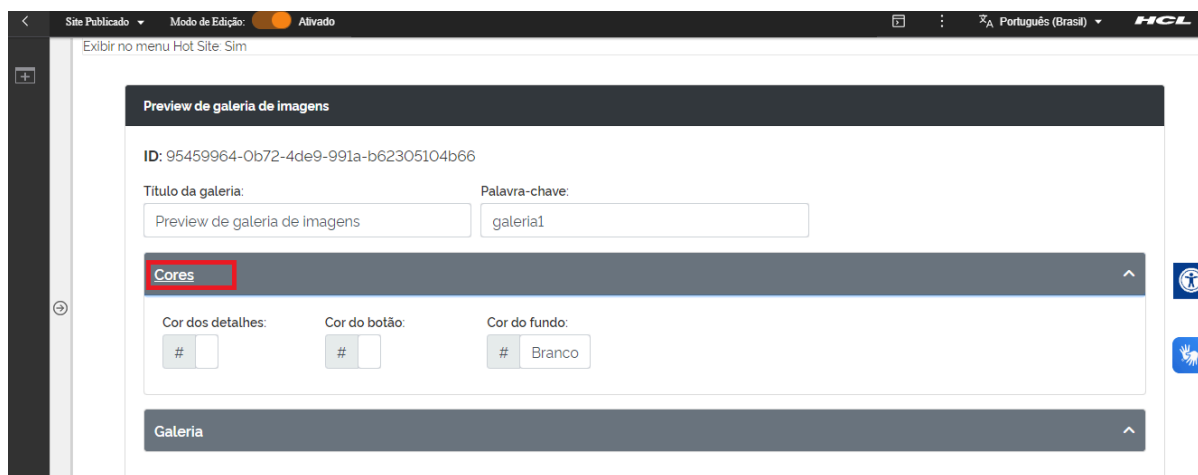 Site Publicado Modo de Edição: Ativado Português (Brasil) HCL
Exibir no menu Hot Site: Sim
Preview de galeria de imagens
ID: 95459964-0b72-4de9-991a-b62305104b66
Título da galeria: Palavra-chave:
Preview de galeria de imagens galeria1
Cores
Cor dos detalhes: Cor do botão: Cor do fundo:
# # # Branco
Galeria